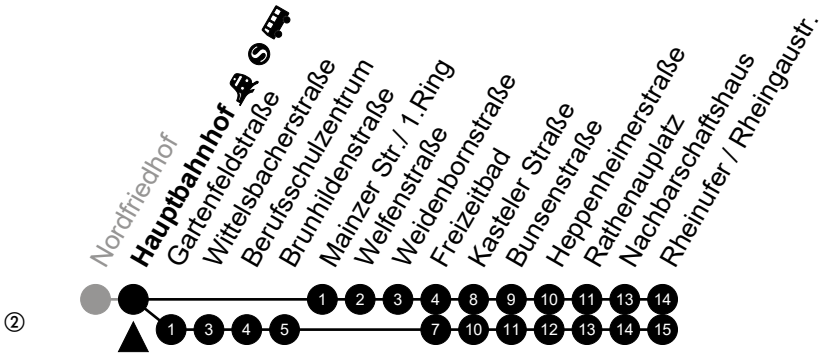 Nordfriedhof
Hauptbahnhof S
Gartenfeldstraße
Wittelsbacherstraße
Berufsschulzentrum
Brunhildenstraße
Mainzer Str./ 1.Ring
Welfenstraße
Weidenbornstraße
Freizeitbad
Kasteler Straße
Bunsenstraße
Heppenheimerstraße
Rathenauplatz
Nachbarschaftshaus
Rheinufer / Rheingaustr.
1 2 3 4 8 9 10 11 13 14
② 1 3 4 5 7 10 11 12 13 14 15